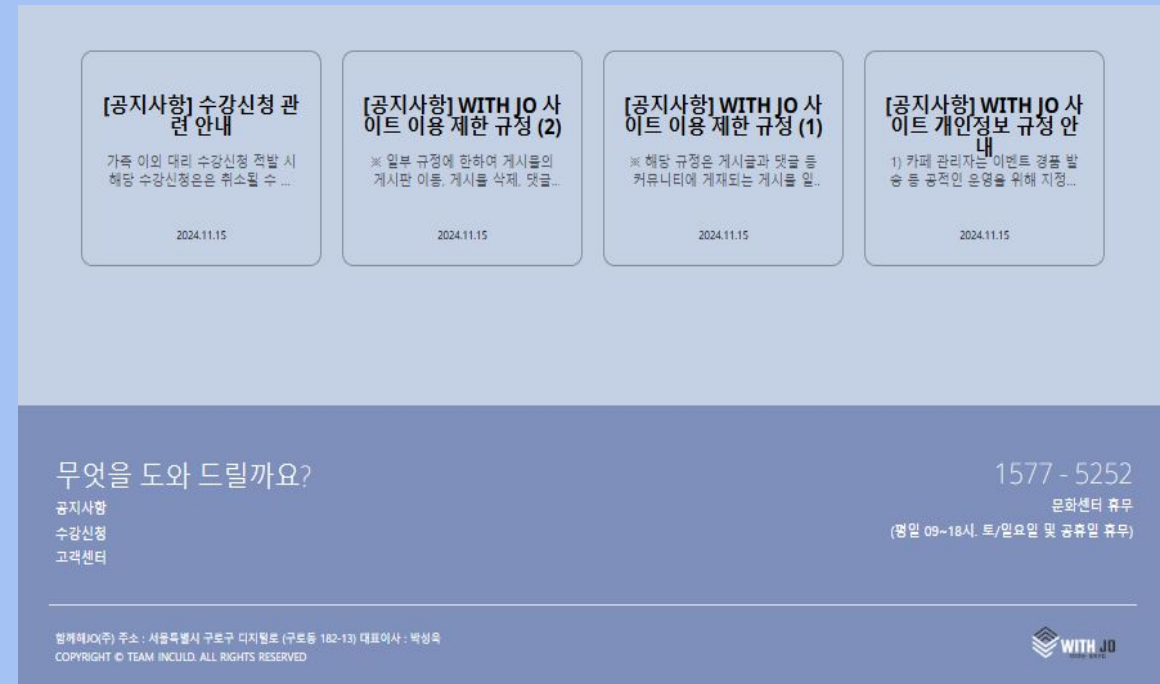 [공지사항] 수강신청 관
련 안내
가족 이외 대리 수강신청 적발 시
해당 수강신청은은 취소될 수 ...
2024.11.15
[공지사항] WITH JO 사
이트 이용 제한 규정 (2)
※ 일부 규정에 한하여 게시물의
게시판 이동, 게시물 삭제, 댓글...
2024.11.15
[공지사항] WITH JO 사
이트 이용 제한 규정 (1)
※ 해당 규정은 게시글과 댓글 등
커뮤니티에 게재되는 게시물 일..
2024.11.15
[공지사항] WITH JO 사
이트 개인정보 규정 안
내
1) 카페 관리자는 이벤트 경품 발
송 등 공적인 운영을 위해 지정...
2024.11.15
무엇을 도와 드릴까요?
공지사항
수강신청
고객센터
1577 - 5252
문화센터 휴무
(평일 09~18시. 토/일요일 및 공휴일 휴무)
함께해JO(주) 주소 : 서울특별시 구로구 디지털로 (구로동 182-13) 대표이사 : 박성욱
COPYRIGHT © TEAM INCULD. ALL RIGHTS RESERVED
WITH JO